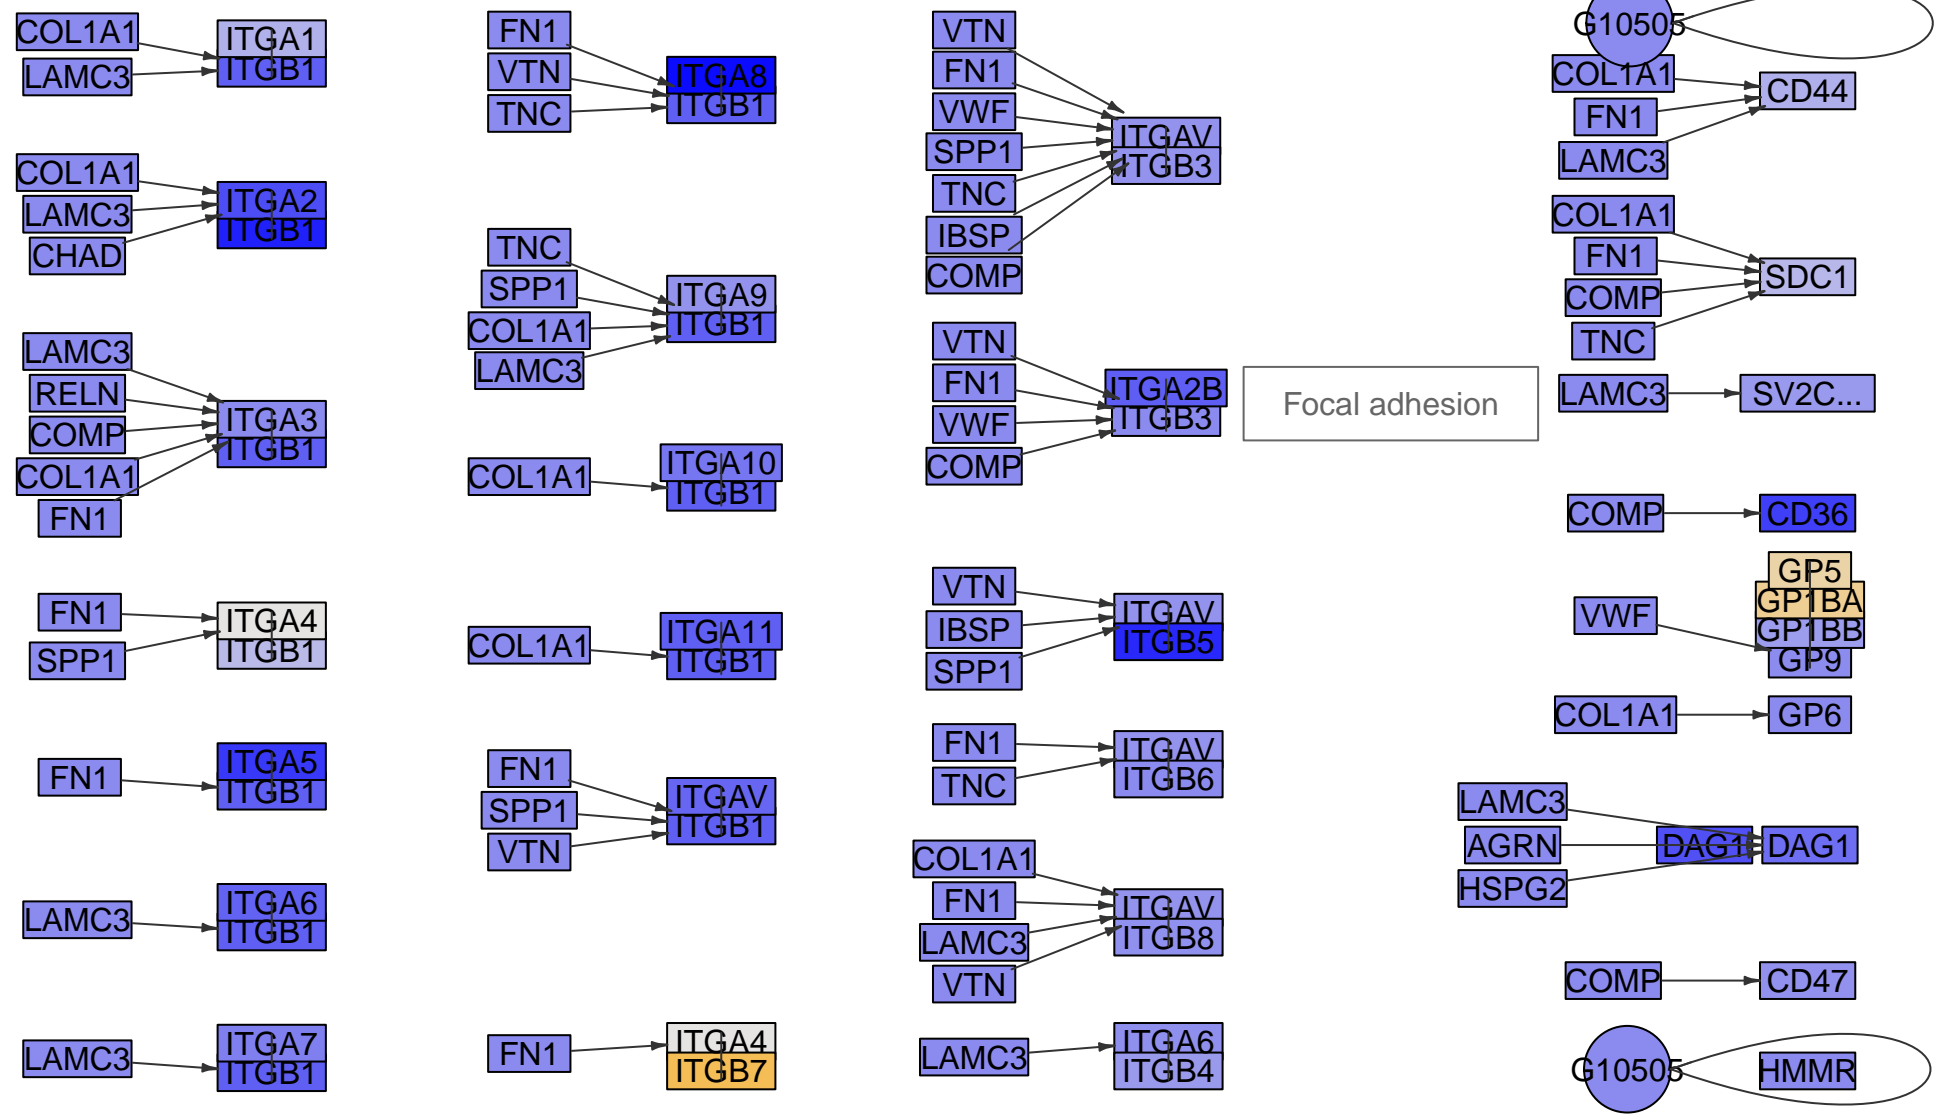 COL1A1
LAMC3
ITGA1
ITGB1
COL1A1
LAMC3
CHAD
ITGA2
ITGB1
LAMC3
RELN
COMP
COL1A1
FN1
ITGA3
ITGB1
FN1
SPP1
ITGA4
ITGB1
FN1
ITGA5
ITGB1
LAMC3
ITGA6
ITGB1
LAMC3
ITGA7
ITGB1
FN1
VTN
TNC
ITGA8
ITGB1
TNC
SPP1
COL1A1
LAMC3
ITGA9
ITGB1
COL1A1
ITGA10
ITGB1
COL1A1
ITGA11
ITGB1
FN1
SPP1
VTN
ITGAV
ITGB1
FN1
ITGA4
ITGB7
VTN
FN1
VWF
SPP1
TNC
IBSP
COMP
ITGAV
ITGB3
VTN
FN1
VWF
COMP
ITGA2B
ITGB3
Focal adhesion
VTN
IBSP
SPP1
ITGAV
ITGB5
FN1
TNC
ITGAV
ITGB6
COL1A1
FN1
LAMC3
VTN
ITGAV
ITGB8
LAMC3
ITGA6
ITGB4
G10505
COL1A1
FN1
LAMC3
CD44
COL1A1
FN1
COMP
TNC
SDC1
LAMC3
SV2C...
COMP
CD36
VWF
GP5
GP1BA
GP1BB
GP9
COL1A1
GP6
LAMC3
AGRN
HSPG2
DAG1
DAG1
COMP
CD47
G10505
HMMR